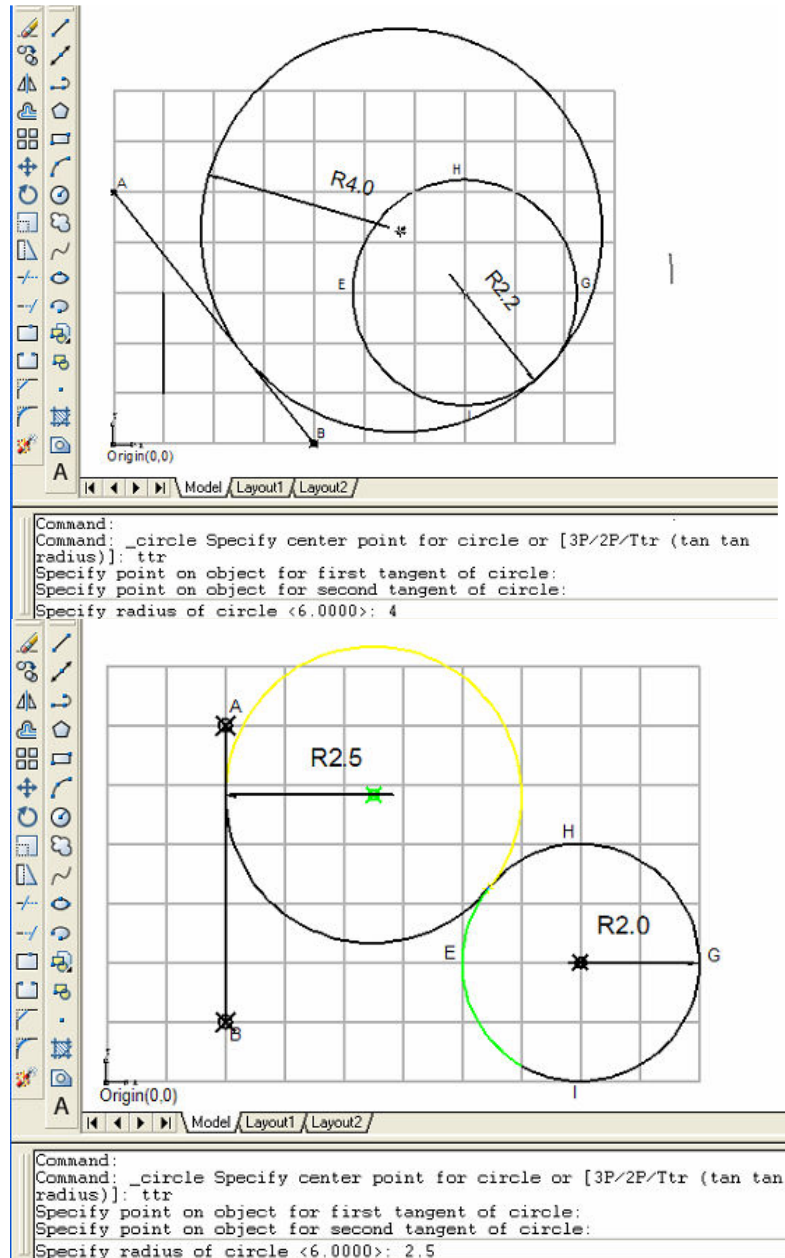 H
A
R4.0
E
R2.2
G
I
B
Origin(0,0)
A
Model Layout1 Layout2
Command:
Command: _circle Specify center point for circle or [3P/2P/Ttr (tan tan
radius)]: ttr
Specify point on object for first tangent of circle:
Specify point on object for second tangent of circle:
Specify radius of circle <6.0000>: 4
A
R2.5
H
R2.0
E
G
B
I
Origin(0,0)
A
Model Layout1 Layout2
Command:
Command: _circle Specify center point for circle or [3P/2P/Ttr (tan tan
radius)]: ttr
Specify point on object for first tangent of circle:
Specify point on object for second tangent of circle:
Specify radius of circle <6.0000>: 2.5